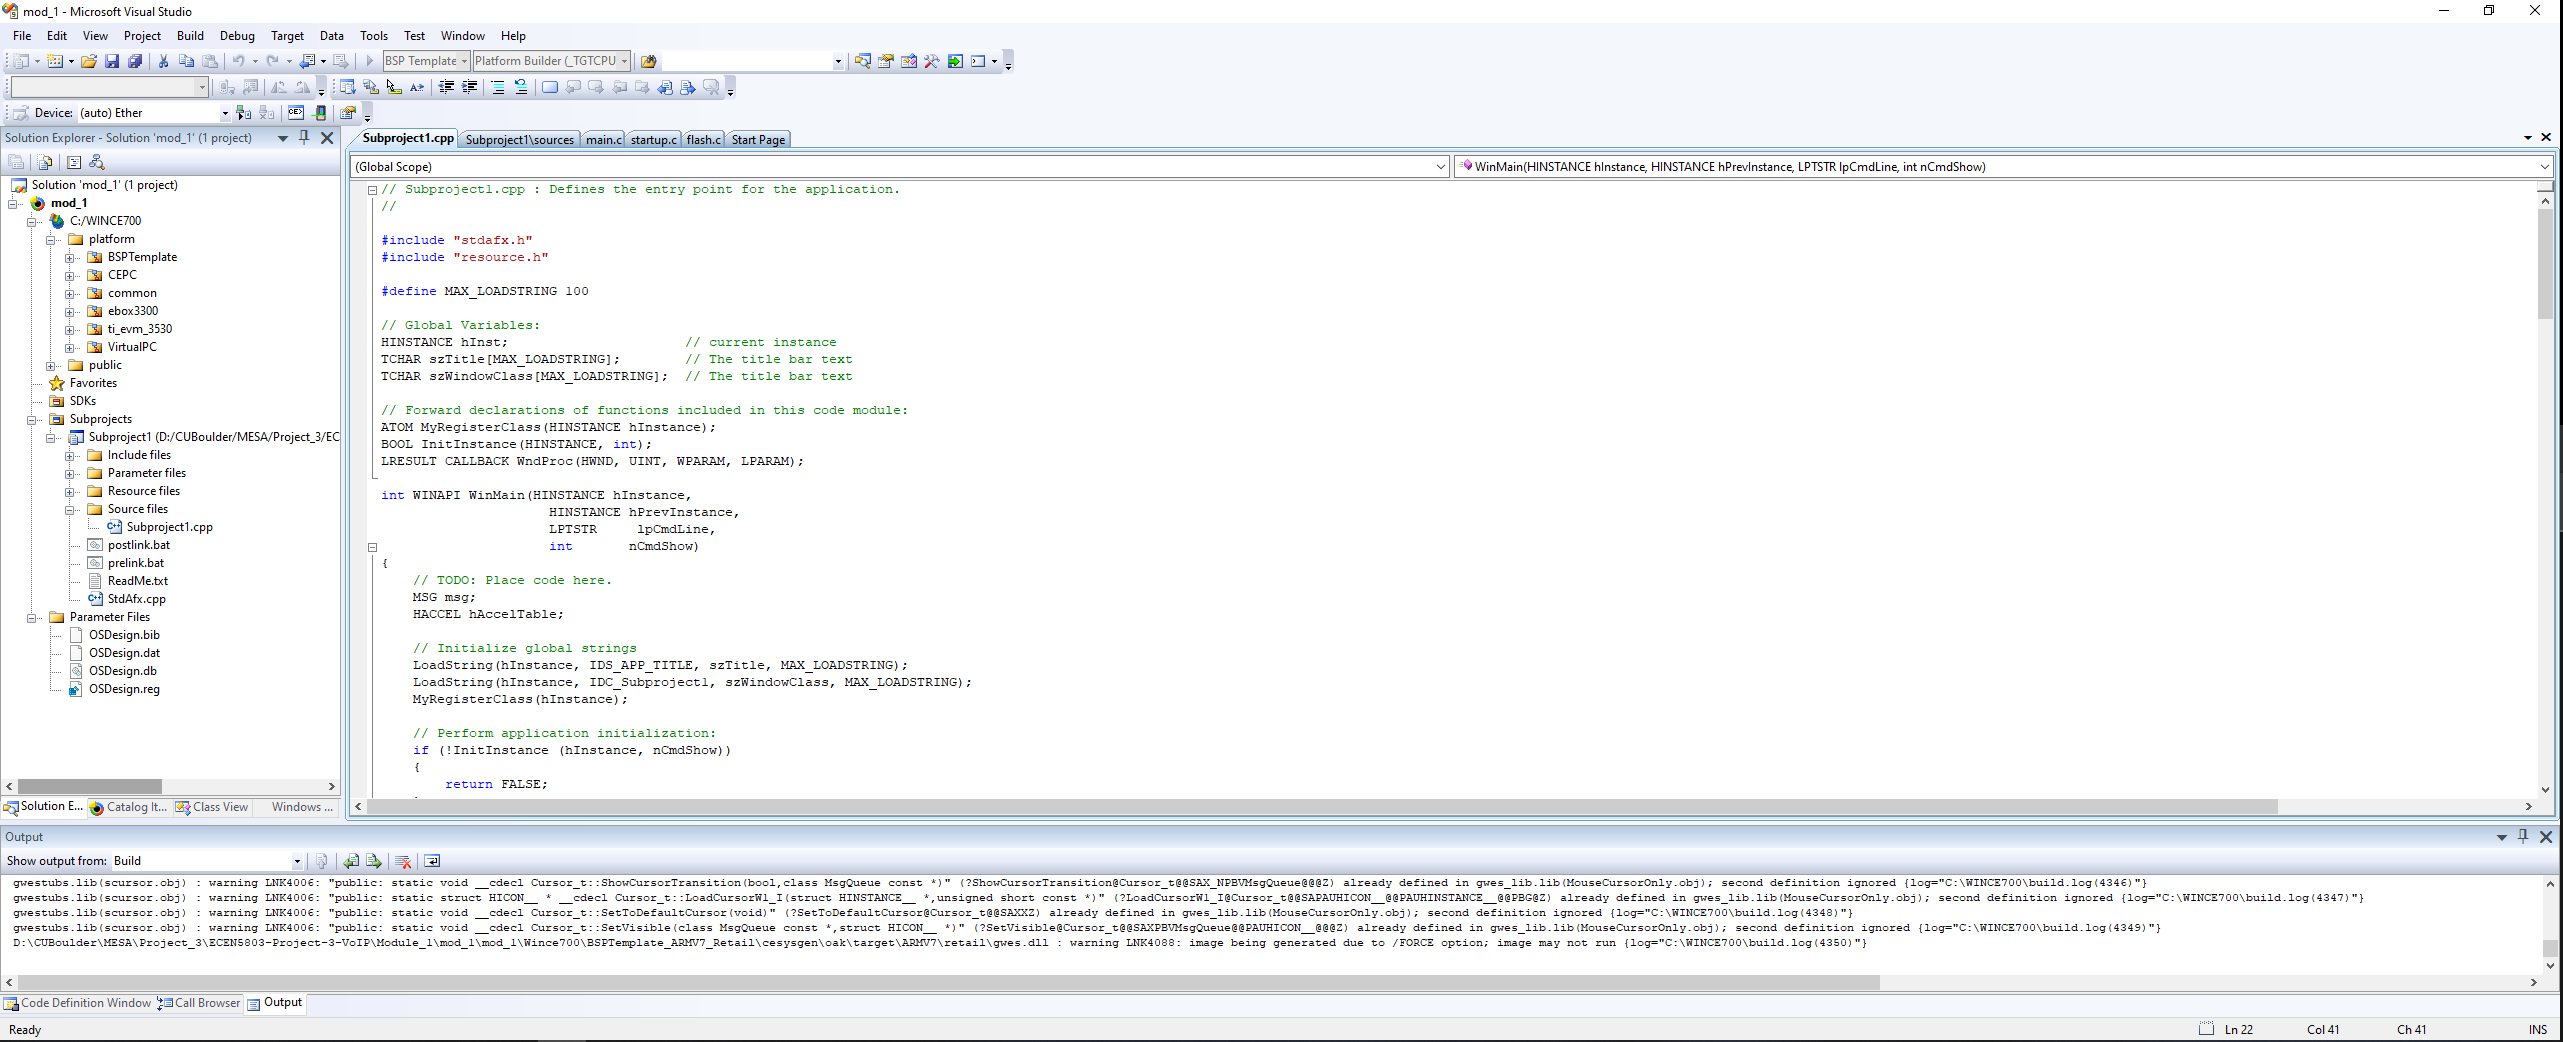 mod_1 - Microsoft Visual Studio
File Edit View Project Build Debug Target Data Tools Test Window Help
BSP Template Platform Builder (_TGTCPU
Device: (auto) Ether
Solution Explorer - Solution 'mod_1' (1 project)
Solution 'mod_1' (1 project)
mod_1
C:/WINCE700
platform
BSPTemplate
CEPC
common
ebox3300
ti_evm_3530
VirtualPC
public
Favorites
SDKs
Subprojects
Subproject1 (D:/CUBoulder/MESA/Project_3/EC
Include files
Parameter files
Resource files
Source files
Subproject1.cpp
postlink.bat
prelink.bat
ReadMe.txt
StdAfx.cpp
Parameter Files
OSDesign.bib
OSDesign.dat
OSDesign.db
OSDesign.reg
Solution E... Catalog It... Class View Windows ...
Subproject1.cpp Subproject1\sources main.c startup.c flash.c Start Page
(Global Scope) WinMain(HINSTANCE hInstance, HINSTANCE hPrevInstance, LPTSTR lpCmdLine, int nCmdShow)
// Subproject1.cpp : Defines the entry point for the application.
//
#include "stdafx.h"
#include "resource.h"
#define MAX_LOADSTRING 100
// Global Variables:
HINSTANCE hInst; // current instance
TCHAR szTitle[MAX_LOADSTRING]; // The title bar text
TCHAR szWindowClass[MAX_LOADSTRING]; // The title bar text
// Forward declarations of functions included in this code module:
ATOM MyRegisterClass(HINSTANCE hInstance);
BOOL InitInstance(HINSTANCE, int);
LRESULT CALLBACK WndProc(HWND, UINT, WPARAM, LPARAM);
int WINAPI WinMain(HINSTANCE hInstance,
HINSTANCE hPrevInstance,
LPTSTR lpCmdLine,
int nCmdShow)
{
// TODO: Place code here.
MSG msg;
HACCEL hAccelTable;
// Initialize global strings
LoadString(hInstance, IDS_APP_TITLE, szTitle, MAX_LOADSTRING);
LoadString(hInstance, IDC_Subproject1, szWindowClass, MAX_LOADSTRING);
MyRegisterClass(hInstance);
// Perform application initialization:
if (!InitInstance (hInstance, nCmdShow))
{
return FALSE;
Output
Show output from: Build
gwestubs.lib(scursor.obj) : warning LNK4006: "public: static void __cdecl Cursor_t::ShowCursorTransition(bool,class MsgQueue const *)" (?ShowCursorTransition@Cursor_t@@SAX_NPBVMsgQueue@@@Z) already defined in gwes_lib.lib(MouseCursorOnly.obj); second definition ignored {log="C:\WINCE700\build.log(4346)"}
gwestubs.lib(scursor.obj) : warning LNK4006: "public: static struct HICON__ * __cdecl Cursor_t::LoadCursorW1_I(struct HINSTANCE__ *,unsigned short const *)" (?LoadCursorW1_I@Cursor_t@@SAPAUHICON__@@PAUHINSTANCE__@@PBG@Z) already defined in gwes_lib.lib(MouseCursorOnly.obj); second definition ignored {log="C:\WINCE700\build.log(4347)"}
gwestubs.lib(scursor.obj) : warning LNK4006: "public: static void __cdecl Cursor_t::SetToDefaultCursor(void)" (?SetToDefaultCursor@Cursor_t@@SAXXZ) already defined in gwes_lib.lib(MouseCursorOnly.obj); second definition ignored {log="C:\WINCE700\build.log(4348)"}
gwestubs.lib(scursor.obj) : warning LNK4006: "public: static void __cdecl Cursor_t::SetVisible(class MsgQueue const *,struct HICON__ *)" (?SetVisible@Cursor_t@@SAXPBVMsgQueue@@PAUHICON__@@@Z) already defined in gwes_lib.lib(MouseCursorOnly.obj); second definition ignored {log="C:\WINCE700\build.log(4349)"}
D:\CUBoulder\MESA\Project_3\ECEN5803-Project-3-VoIP\Module_1\mod_1\mod_1\Wince700\BSPTemplate_ARMV7_Retail\cesysgen\oak\target\ARMV7\retail\gwes.dll : warning LNK4088: image being generated due to /FORCE option; image may not run {log="C:\WINCE700\build.log(4350)"}
Code Definition Window Call Browser Output
Ready Ln 22 Col 41 Ch 41 INS